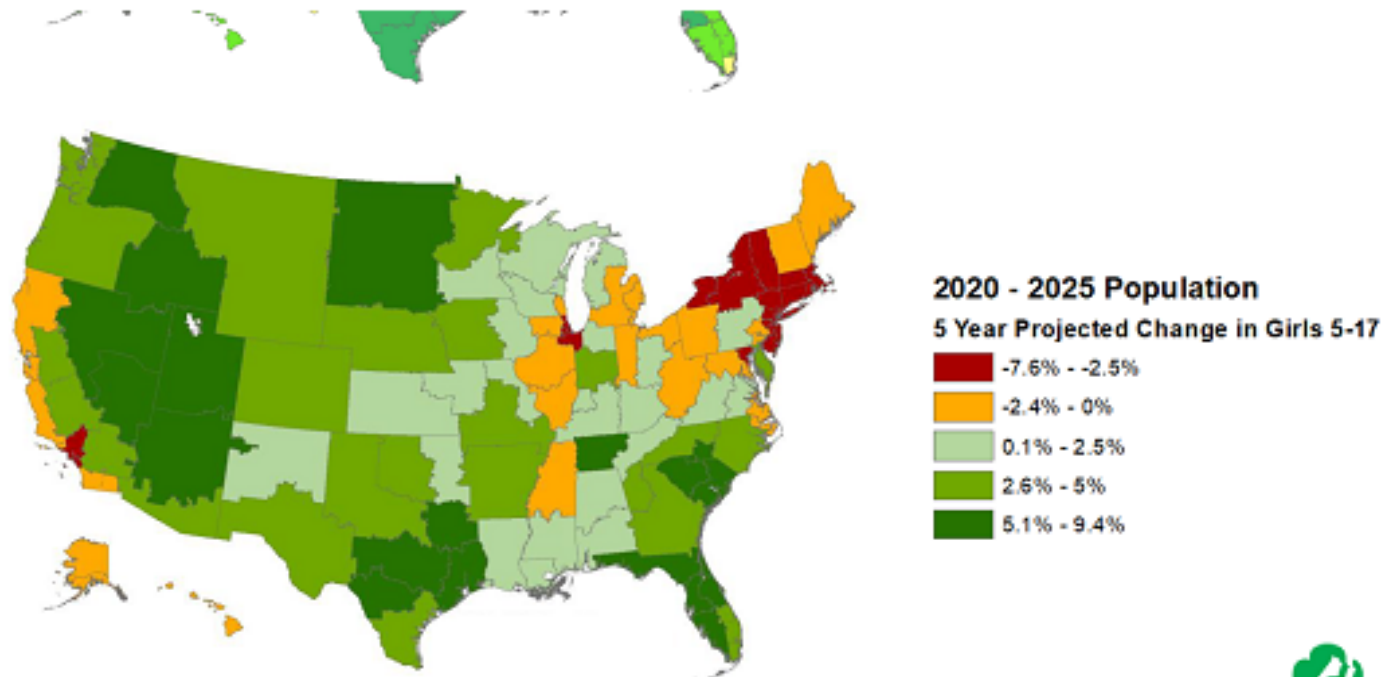 2020 - 2025 Population
5 Year Projected Change in Girls 5-17
-7.6% - -2.5%
-2.4% - 0%
0.1% - 2.5%
2.6% - 5%
5.1% - 9.4%